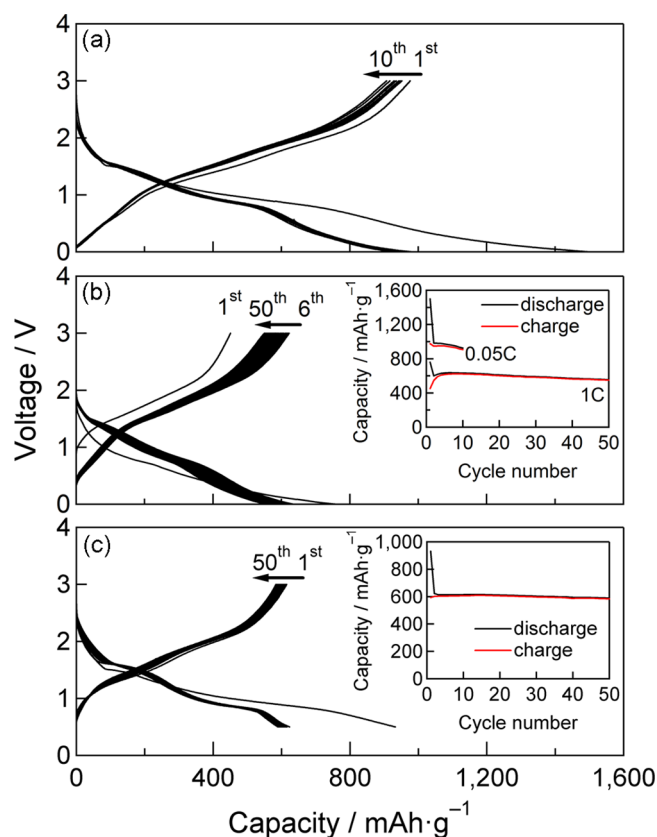 (a)
4
3
2
1
0
10th 1st
(b)
4
3
2
1
0
1st 50th 6th
1,600
1,200
800
400
0
discharge
charge
0.05C
1C
0 10 20 30 40 50
Cycle number
Capacity / mAh·g⁻¹
(c)
4
3
2
1
0
50th 1st
1,000
800
600
400
200
0
discharge
charge
0 10 20 30 40 50
Cycle number
Capacity / mAh·g⁻¹
Voltage / V
0 400 800 1,200 1,600
Capacity / mAh·g⁻¹